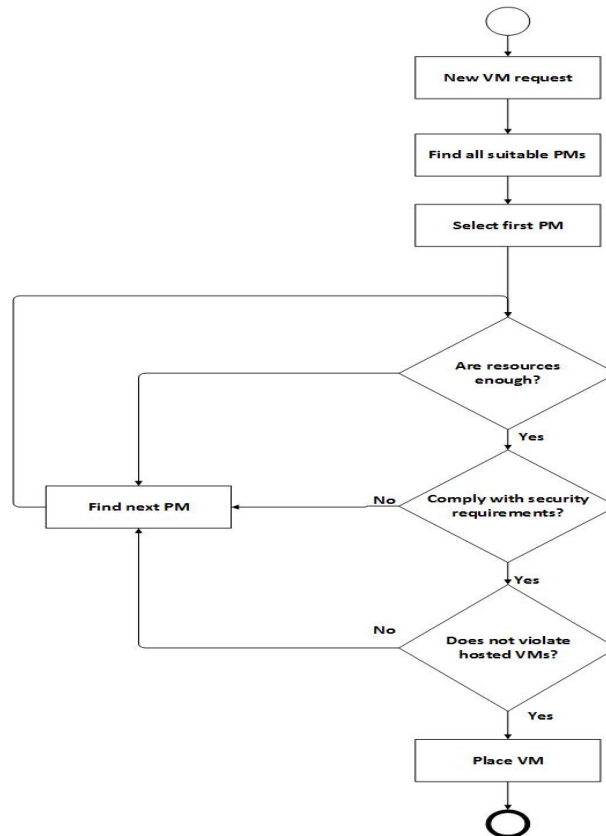 New VM request
Find all suitable PMs
Select first PM
Are resources
enough?
Yes
Find next PM
No
Comply with security
requirements?
Yes
No
Does not violate
hosted VMs?
Yes
Place VM